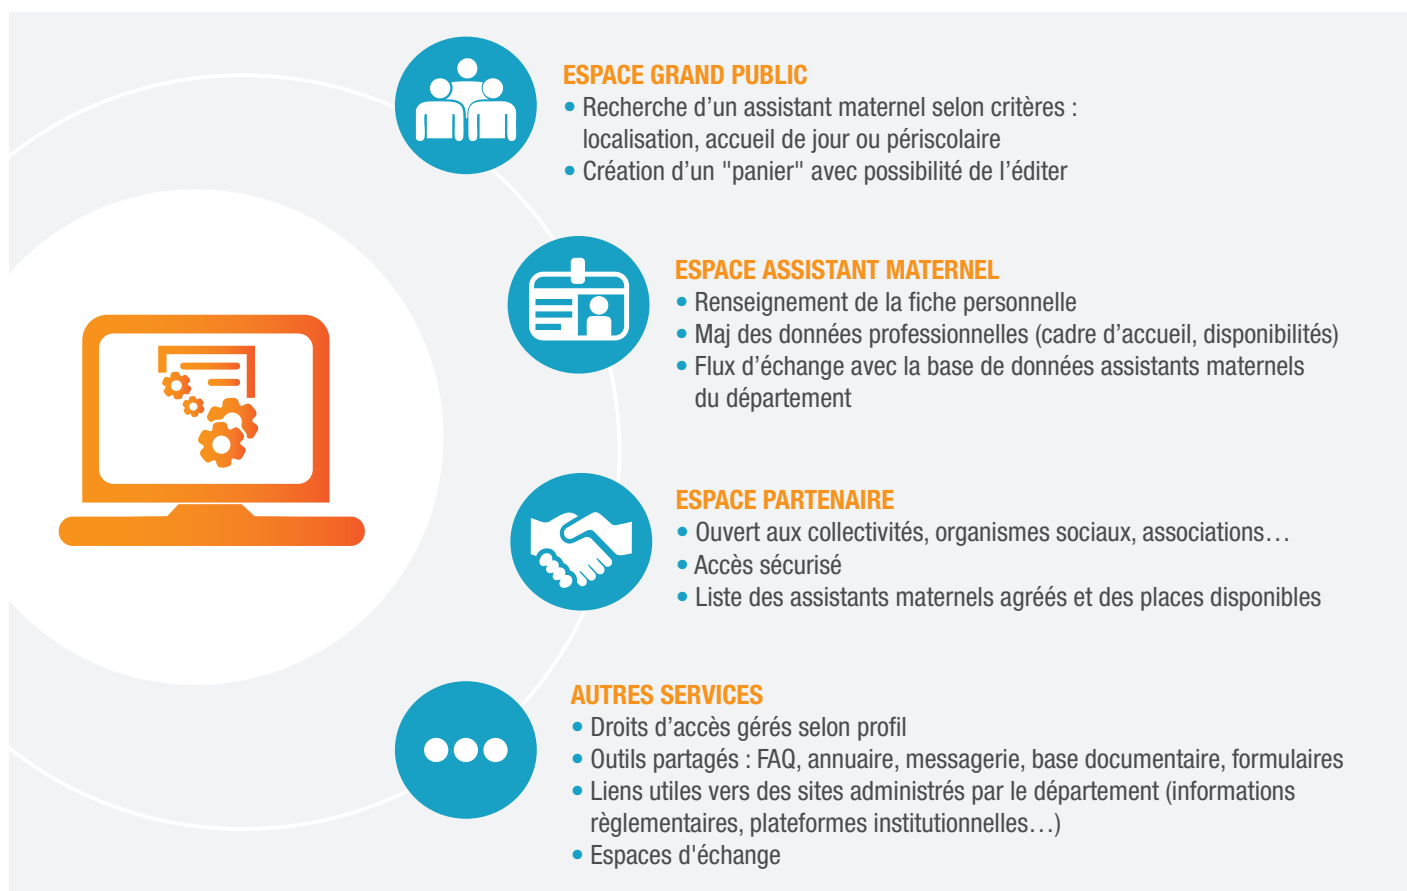 ESPACE GRAND PUBLIC
• Recherche d’un assistant maternel selon critères :
localisation, accueil de jour ou périscolaire
• Création d’un "panier" avec possibilité de l’éditer
ESPACE ASSISTANT MATERNEL
• Renseignement de la fiche personnelle
• Maj des données professionnelles (cadre d’accueil, disponibilités)
• Flux d’échange avec la base de données assistants maternels
du département
ESPACE PARTENAIRE
• Ouvert aux collectivités, organismes sociaux, associations…
• Accès sécurisé
• Liste des assistants maternels agréés et des places disponibles
AUTRES SERVICES
• Droits d’accès gérés selon profil
• Outils partagés : FAQ, annuaire, messagerie, base documentaire, formulaires
• Liens utiles vers des sites administrés par le département (informations
règlementaires, plateformes institutionnelles…)
• Espaces d'échange